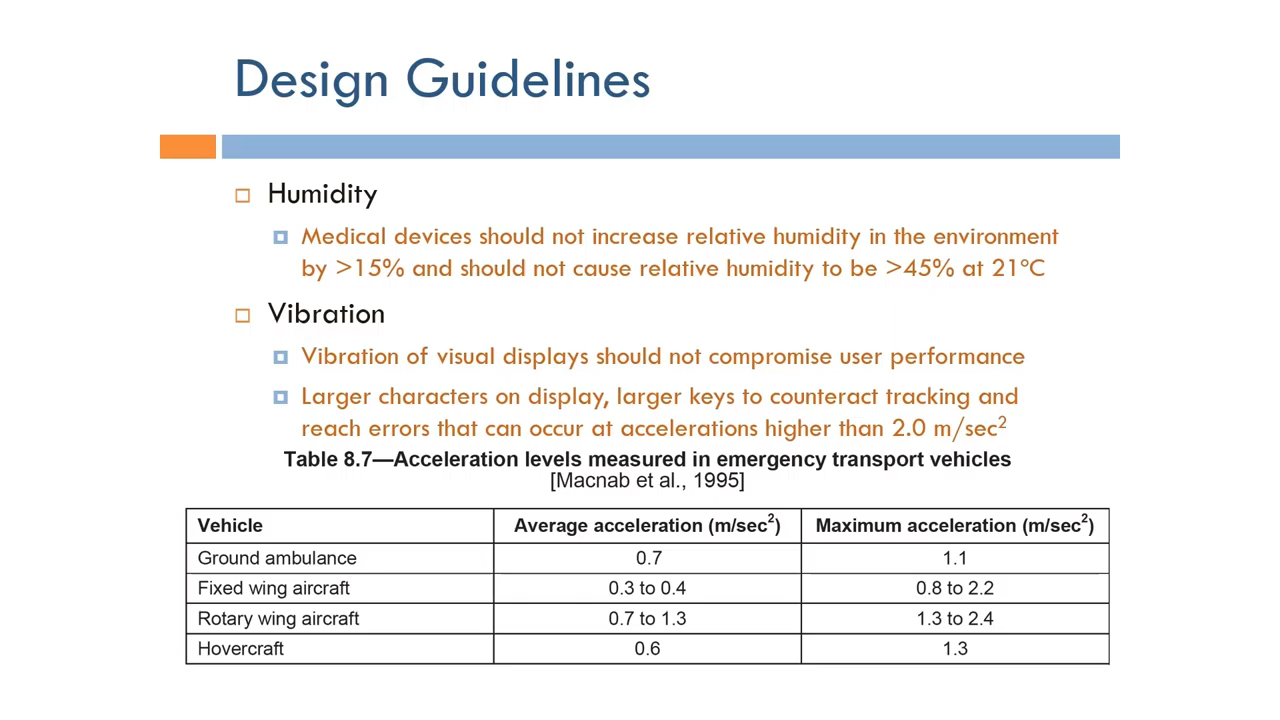 Design Guidelines
Humidity
Medical devices should not increase relative humidity in the environment
by >15% and should not cause relative humidity to be >45% at 21°C
Vibration
Vibration of visual displays should not compromise user performance
Larger characters on display, larger keys to counteract tracking and
reach errors that can occur at accelerations higher than 2.0 m/sec²
Table 8.7—Acceleration levels measured in emergency transport vehicles
[Macnab et al., 1995]
Vehicle Average acceleration (m/sec²) Maximum acceleration (m/sec²)
Ground ambulance 0.7 1.1
Fixed wing aircraft 0.3 to 0.4 0.8 to 2.2
Rotary wing aircraft 0.7 to 1.3 1.3 to 2.4
Hovercraft 0.6 1.3